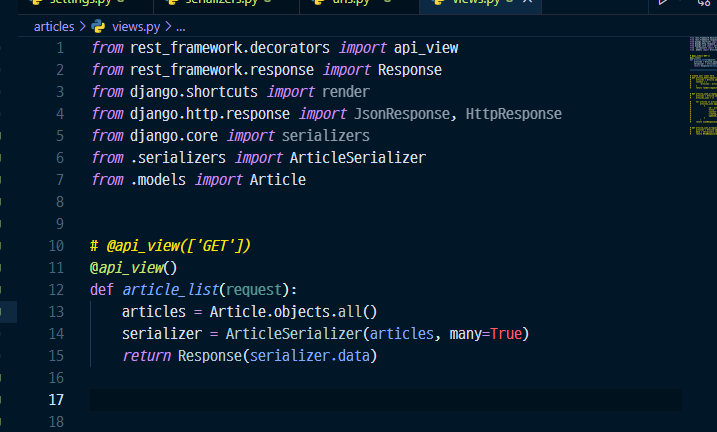 settings.py
serializers.py
urls.py
views.py
articles > views.py > ...
1 from rest_framework.decorators import api_view
2 from rest_framework.response import Response
3 from django.shortcuts import render
4 from django.http.response import JsonResponse, HttpResponse
5 from django.core import serializers
6 from .serializers import ArticleSerializer
7 from .models import Article
8
9
10 # @api_view(['GET'])
11 @api_view()
12 def article_list(request):
13     articles = Article.objects.all()
14     serializer = ArticleSerializer(articles, many=True)
15     return Response(serializer.data)
16
17
18